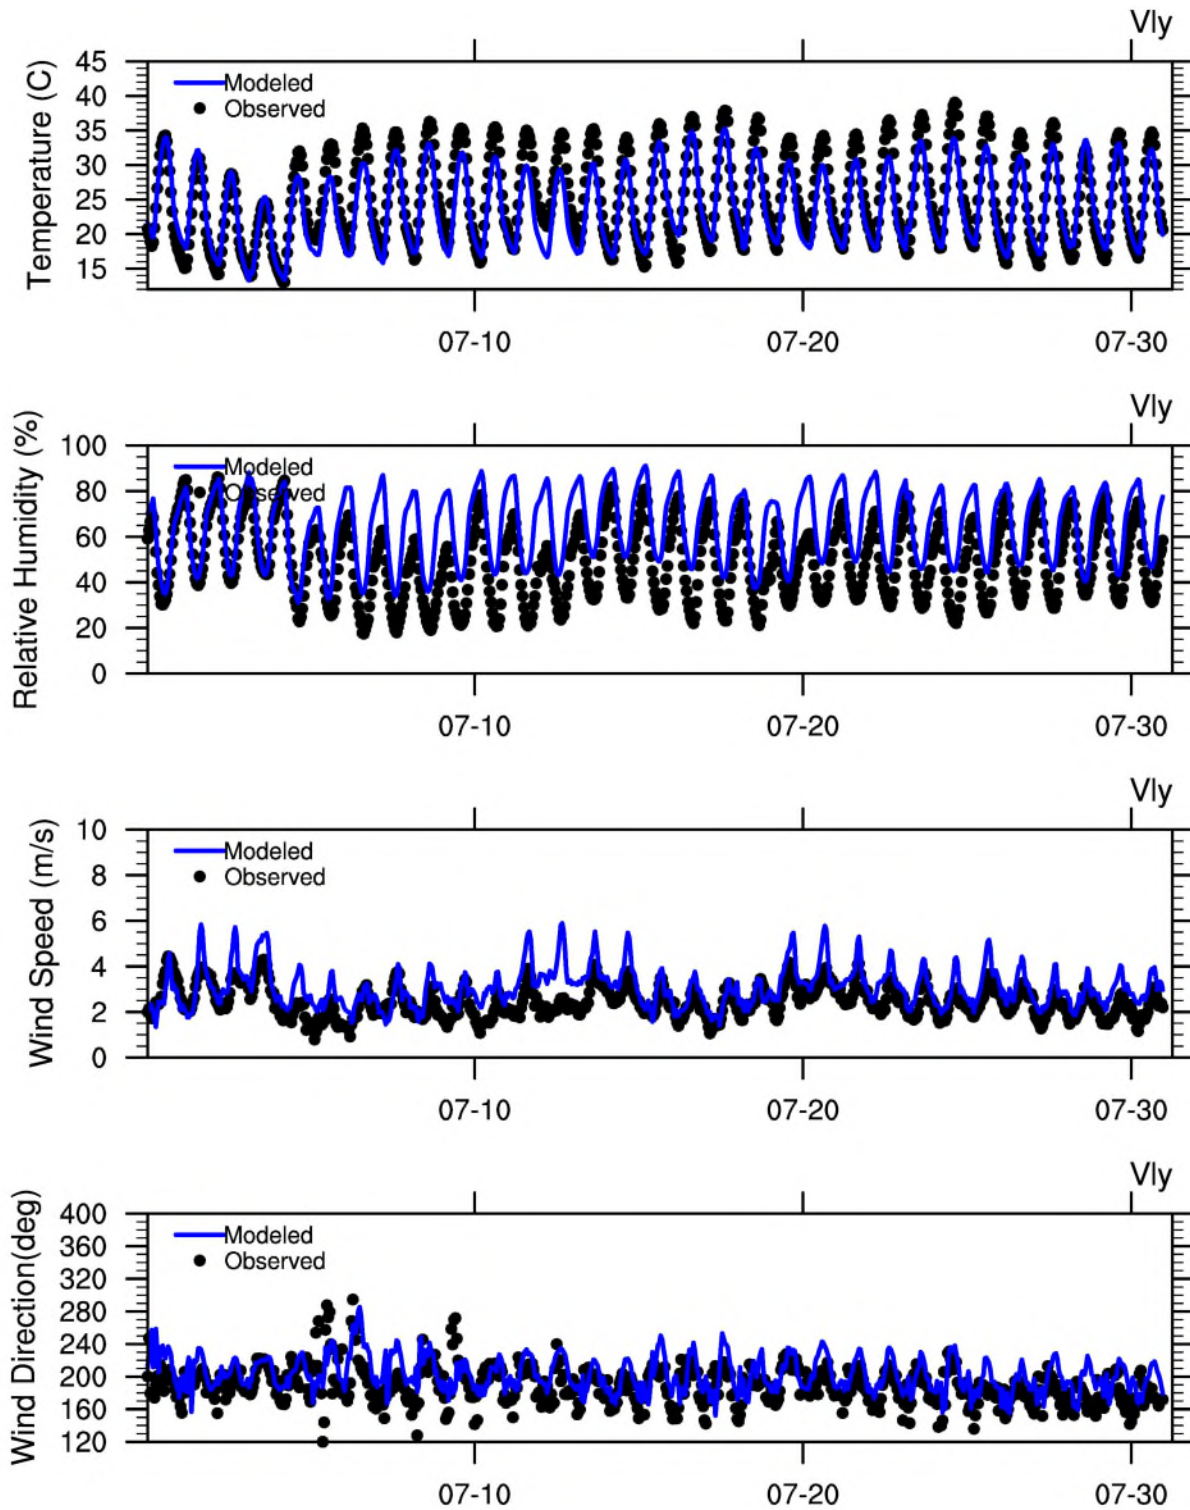 Vly
Temperature (C)
45
40
35
30
25
20
15
Modeled
Observed
07-10
07-20
07-30
Vly
Relative Humidity (%)
100
80
60
40
20
0
Modeled
Observed
07-10
07-20
07-30
Vly
Wind Speed (m/s)
10
8
6
4
2
0
Modeled
Observed
07-10
07-20
07-30
Vly
Wind Direction(deg)
400
360
320
280
240
200
160
120
Modeled
Observed
07-10
07-20
07-30